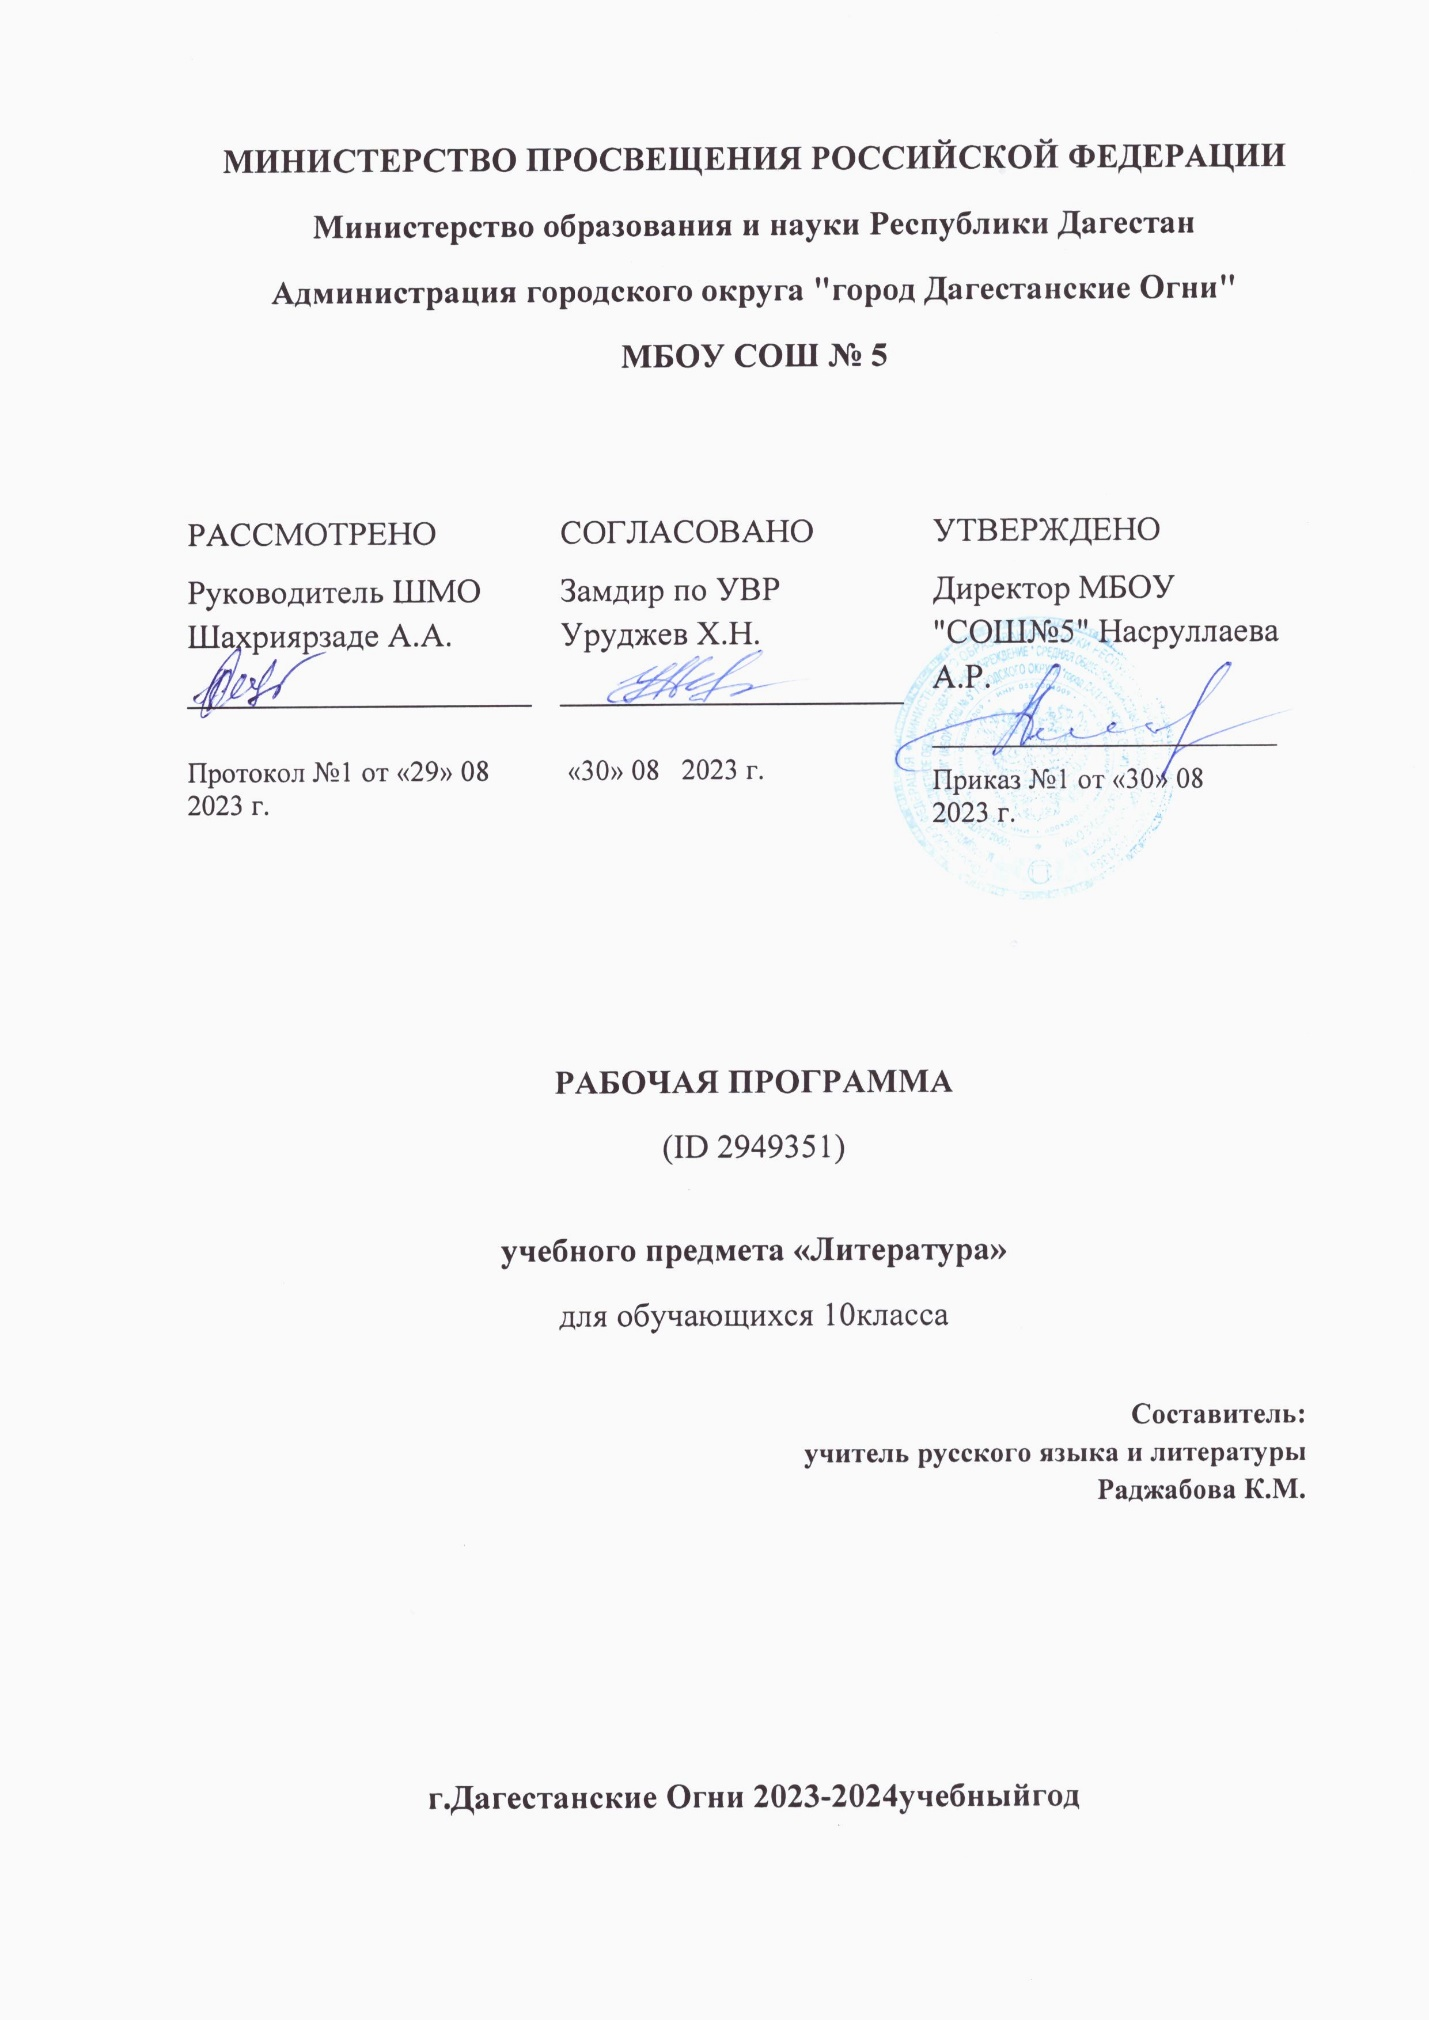 МИНИСТЕРСТВО ПРОСВЕЩЕНИЯ РОССИЙСКОЙ ФЕДЕРАЦИИ
Министерство образования и науки Республики Дагестан
Администрация городского округа "город Дагестанские Огни"
МБОУ СОШ № 5
РАССМОТРЕНО
Руководитель ШМО
Шахриярзаде А.А.
Протокол №1 от «29» 08
2023 г.
СОГЛАСОВАНО
Замдир по УВР
Уруджев Х.Н.
«30» 08 2023 г.
УТВЕРЖДЕНО
Директор МБОУ
"СОШ№5" Насруллаева
А.Р.
Приказ №1 от «30» 08
2023 г.
РАБОЧАЯ ПРОГРАММА
(ID 2949351)
учебного предмета «Литература»
для обучающихся 10класса
Составитель:
учитель русского языка и литературы
Раджабова К.М.
г.Дагестанские Огни 2023-2024учебныйгод